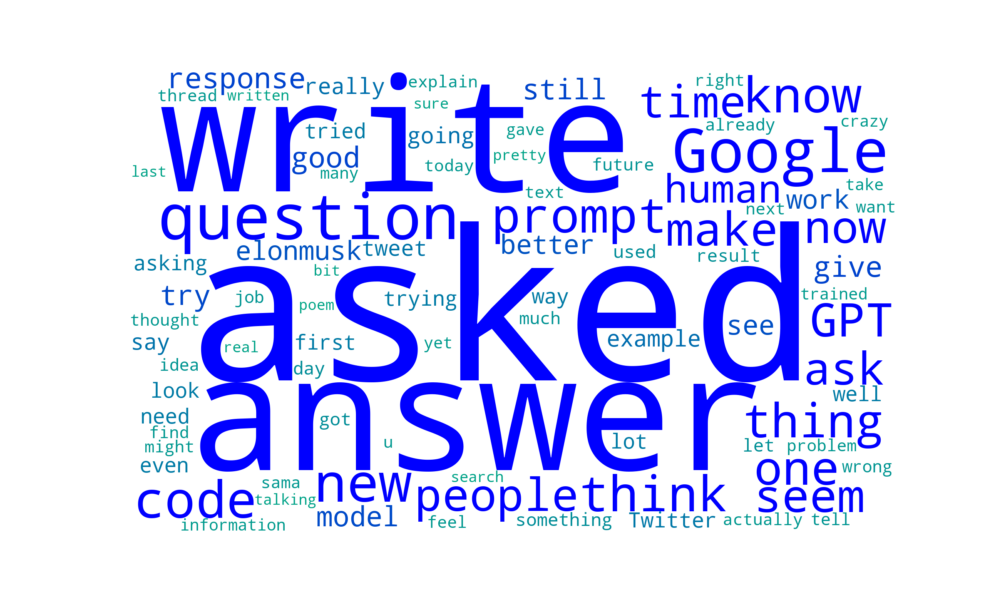 response really explain still right time know
thread written sure already crazy
write tried going gave Google
last good many today pretty future human take
question text prompt make next work want now
elonmusk tweet better used result
asking bit give
try job poem trying way trained
thought much GPT
say real first yet example see
idea day ask
look well
asked
need got thing
find u lot let problem
might answer
even one wrong
code sama new search people think seem
talking model
information feel something Twitter actually tell